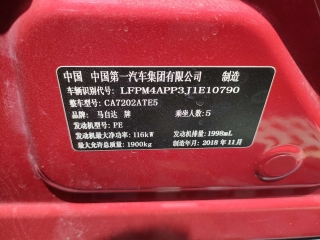 中国 中国第一汽车集团有限公司 制造
车辆识别代号：LFPM4APP3J1E10790
整车型号：CA7202ATE5
品牌：马自达 牌 乘坐人数：5
发动机型号：PE
发动机最大净功率：116kW 发动机排量：1998mL
最大允许总质量：1900kg 制造年月：2018 年 11月